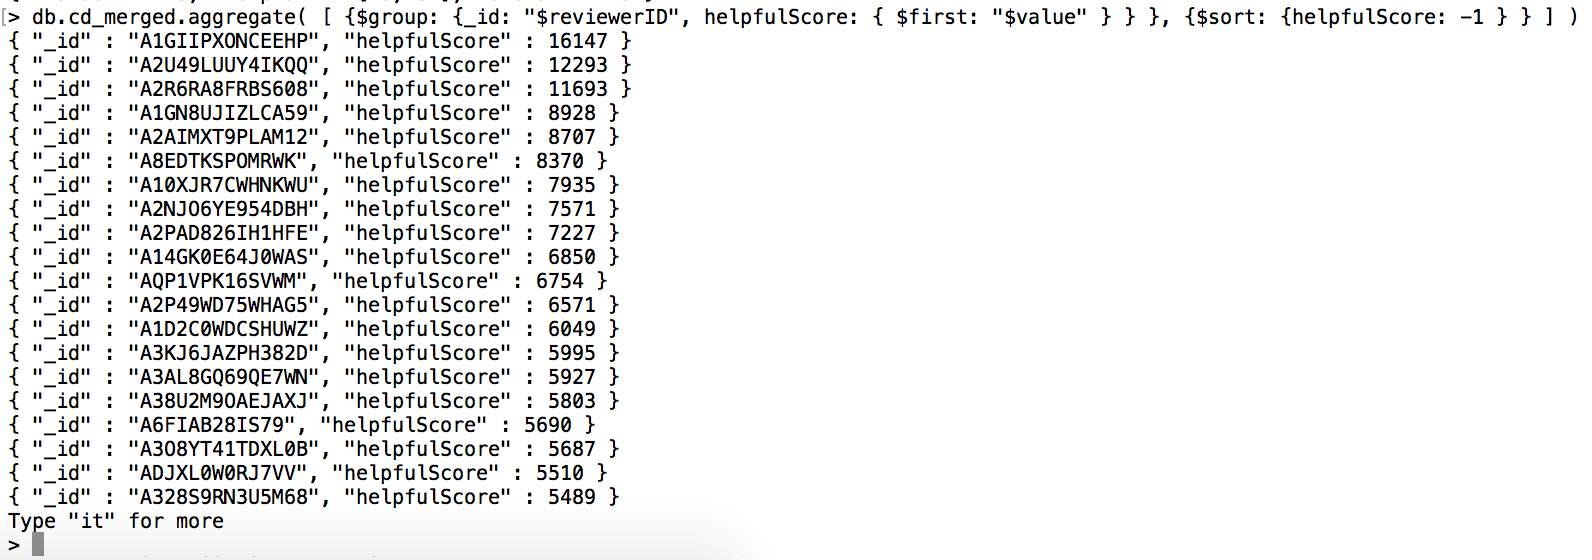 > db.cd_merged.aggregate( [ {$group: {_id: "$reviewerID", helpfulScore: { $first: "$value" } } }, {$sort: {helpfulScore: -1 } } ] )
{ "_id" : "A1GIIPXONCEEHP", "helpfulScore" : 16147 }
{ "_id" : "A2U49LUUY4IKQQ", "helpfulScore" : 12293 }
{ "_id" : "A2R6RA8FRBS608", "helpfulScore" : 11693 }
{ "_id" : "A1GN8UJIZLCA59", "helpfulScore" : 8928 }
{ "_id" : "A2AIMXT9PLAM12", "helpfulScore" : 8707 }
{ "_id" : "A8EDTKSPOMRWK", "helpfulScore" : 8370 }
{ "_id" : "A10XJR7CWHNKWU", "helpfulScore" : 7935 }
{ "_id" : "A2NJO6YE954DBH", "helpfulScore" : 7571 }
{ "_id" : "A2PAD826IH1HFE", "helpfulScore" : 7227 }
{ "_id" : "A14GK0E64J0WAS", "helpfulScore" : 6850 }
{ "_id" : "AQP1VPK16SVWM", "helpfulScore" : 6754 }
{ "_id" : "A2P49WD75WHAG5", "helpfulScore" : 6571 }
{ "_id" : "A1D2C0WDCSHUWZ", "helpfulScore" : 6049 }
{ "_id" : "A3KJ6JAZPH382D", "helpfulScore" : 5995 }
{ "_id" : "A3AL8GQ69QE7WN", "helpfulScore" : 5927 }
{ "_id" : "A38U2M9OAEJAXJ", "helpfulScore" : 5803 }
{ "_id" : "A6FIAB28IS79", "helpfulScore" : 5690 }
{ "_id" : "A3O8YT41TDXL0B", "helpfulScore" : 5687 }
{ "_id" : "ADJXL0W0RJ7VV", "helpfulScore" : 5510 }
{ "_id" : "A328S9RN3U5M68", "helpfulScore" : 5489 }
Type "it" for more
>